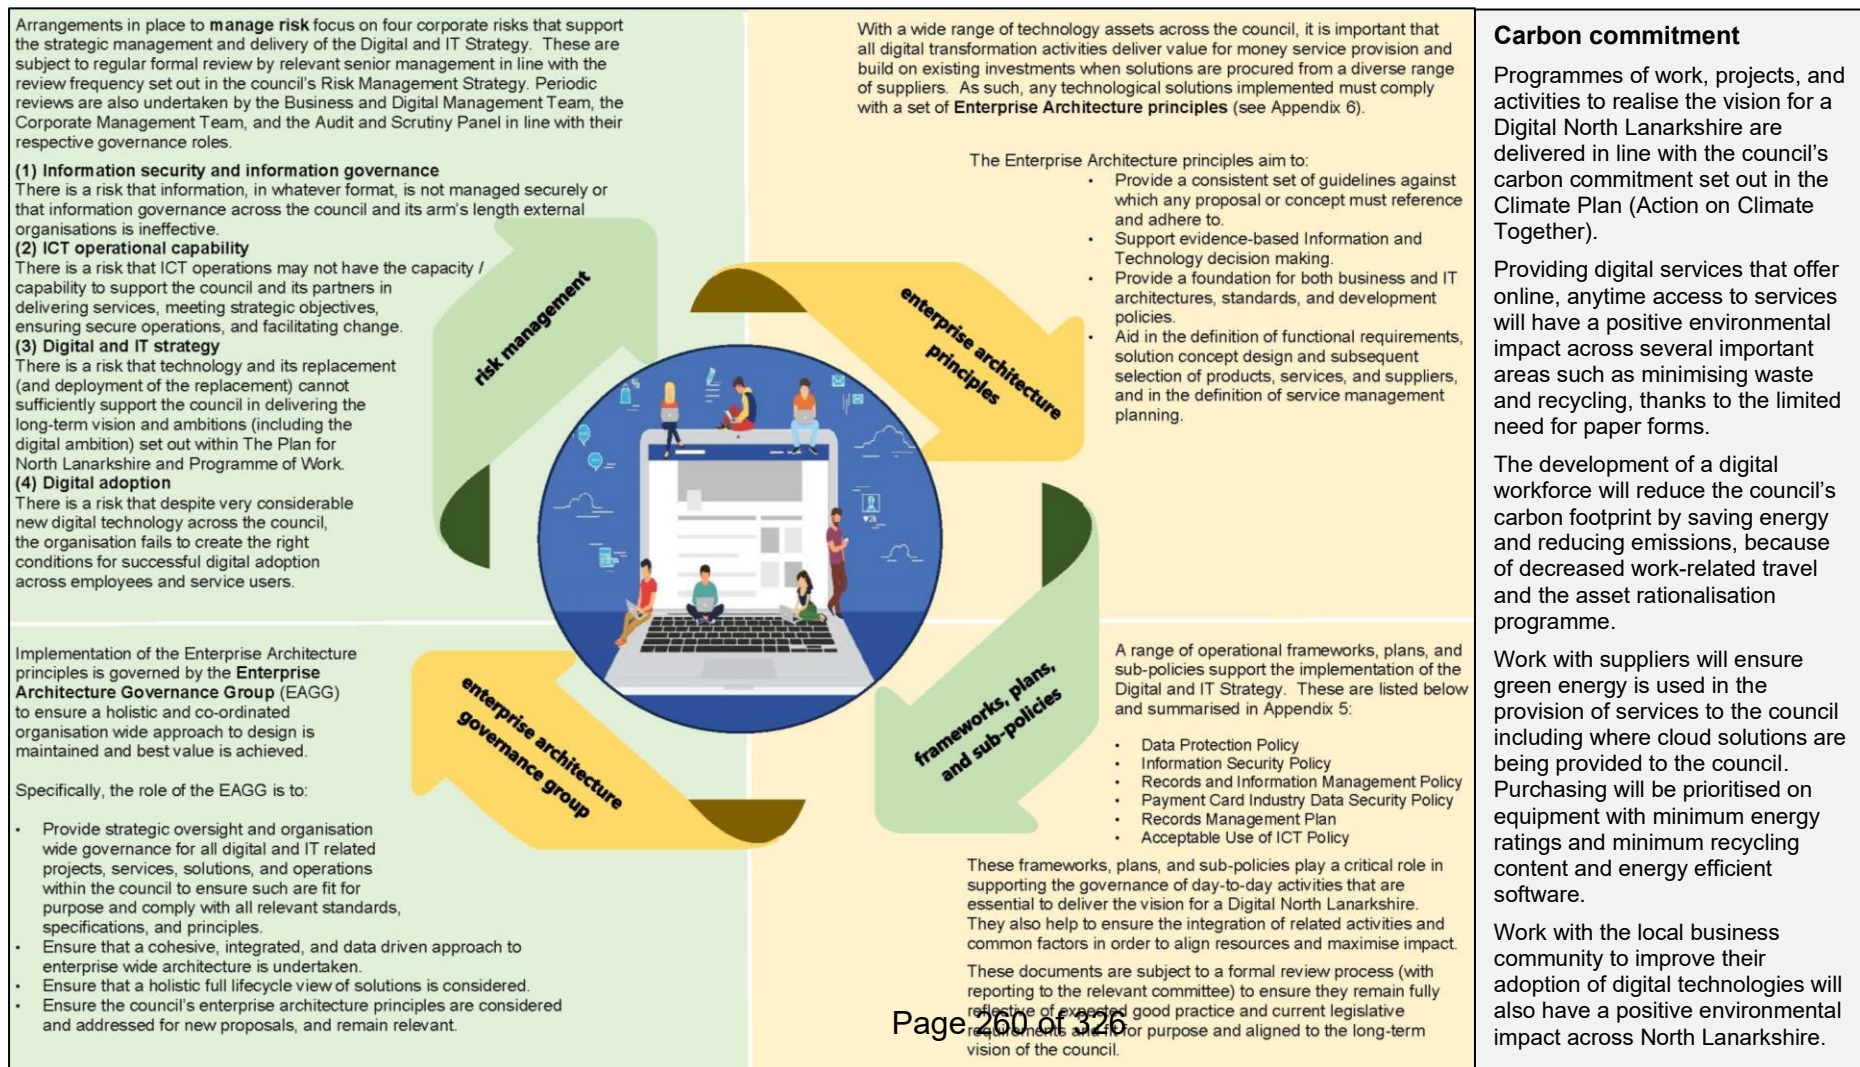 Arrangements in place to manage risk focus on four corporate risks that support
the strategic management and delivery of the Digital and IT Strategy.  These are
subject to regular formal review by relevant senior management in line with the
review frequency set out in the council's Risk Management Strategy. Periodic
reviews are also undertaken by the Business and Digital Management Team, the
Corporate Management Team, and the Audit and Scrutiny Panel in line with their
respective governance roles.
(1) Information security and information governance
There is a risk that information, in whatever format, is not managed securely or
that information governance across the council and its arm's length external
organisations is ineffective.
(2) ICT operational capability
There is a risk that ICT operations may not have the capacity /
capability to support the council and its partners in
delivering services, meeting strategic objectives,
ensuring secure operations, and facilitating change.
(3) Digital and IT strategy
There is a risk that technology and its replacement
(and deployment of the replacement) cannot
sufficiently support the council in delivering the
long-term vision and ambitions (including the
digital ambition) set out within The Plan for
North Lanarkshire and Programme of Work.
(4) Digital adoption
There is a risk that despite very considerable
new digital technology across the council,
the organisation fails to create the right
conditions for successful digital adoption
across employees and service users.
risk management
With a wide range of technology assets across the council, it is important that
all digital transformation activities deliver value for money service provision and
build on existing investments when solutions are procured from a diverse range
of suppliers.  As such, any technological solutions implemented must comply
with a set of Enterprise Architecture principles (see Appendix 6).
The Enterprise Architecture principles aim to:
• Provide a consistent set of guidelines against
which any proposal or concept must reference
and adhere to.
• Support evidence-based Information and
Technology decision making.
• Provide a foundation for both business and IT
architectures, standards, and development
policies.
• Aid in the definition of functional requirements,
solution concept design and subsequent
selection of products, services, and suppliers,
and in the definition of service management
planning.
enterprise architecture
principles
Implementation of the Enterprise Architecture
principles is governed by the Enterprise
Architecture Governance Group (EAGG)
to ensure a holistic and co-ordinated
organisation wide approach to design is
maintained and best value is achieved.
Specifically, the role of the EAGG is to:
• Provide strategic oversight and organisation
wide governance for all digital and IT related
projects, services, solutions, and operations
within the council to ensure such are fit for
purpose and comply with all relevant standards,
specifications, and principles.
• Ensure that a cohesive, integrated, and data driven approach to
enterprise wide architecture is undertaken.
• Ensure that a holistic full lifecycle view of solutions is considered.
• Ensure the council's enterprise architecture principles are considered
and addressed for new proposals, and remain relevant.
enterprise architecture
governance group
frameworks, plans,
and sub-policies
A range of operational frameworks, plans, and
sub-policies support the implementation of the
Digital and IT Strategy.  These are listed below
and summarised in Appendix 5:
• Data Protection Policy
• Information Security Policy
• Records and Information Management Policy
• Payment Card Industry Data Security Policy
• Records Management Plan
• Acceptable Use of ICT Policy
These frameworks, plans, and sub-policies play a critical role in
supporting the governance of day-to-day activities that are
essential to deliver the vision for a Digital North Lanarkshire.
They also help to ensure the integration of related activities and
common factors in order to align resources and maximise impact.
These documents are subject to a formal review process (with
reporting to the relevant committee) to ensure they remain fully
reflective of expected good practice and current legislative
requirements and fit for purpose and aligned to the long-term
vision of the council.
Page 260 of 326
Carbon commitment
Programmes of work, projects, and
activities to realise the vision for a
Digital North Lanarkshire are
delivered in line with the council's
carbon commitment set out in the
Climate Plan (Action on Climate
Together).
Providing digital services that offer
online, anytime access to services
will have a positive environmental
impact across several important
areas such as minimising waste
and recycling, thanks to the limited
need for paper forms.
The development of a digital
workforce will reduce the council's
carbon footprint by saving energy
and reducing emissions, because
of decreased work-related travel
and the asset rationalisation
programme.
Work with suppliers will ensure
green energy is used in the
provision of services to the council
including where cloud solutions are
being provided to the council.
Purchasing will be prioritised on
equipment with minimum energy
ratings and minimum recycling
content and energy efficient
software.
Work with the local business
community to improve their
adoption of digital technologies will
also have a positive environmental
impact across North Lanarkshire.